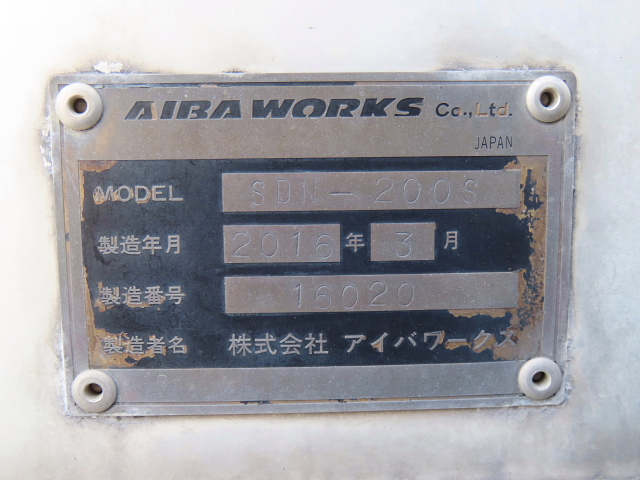 AIBA WORKS Co.,Ltd.
JAPAN
MODEL SDN-200S
製造年月 2016 年 3 月
製造番号 16020
製造者名 株式会社 アイバワークス